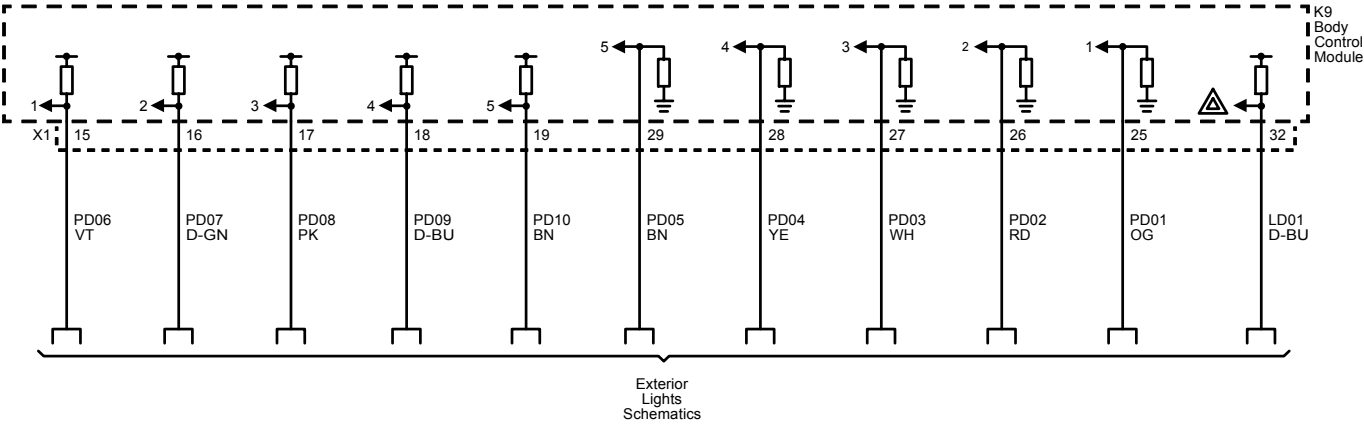 K9
Body
Control
Module
5 4 3 2 1
1 2 3 4 5
X1 15 16 17 18 19 29 28 27 26 25 32
PD06 PD07 PD08 PD09 PD10 PD05 PD04 PD03 PD02 PD01 LD01
VT D-GN PK D-BU BN BN YE WH RD OG D-BU
Exterior
Lights
Schematics